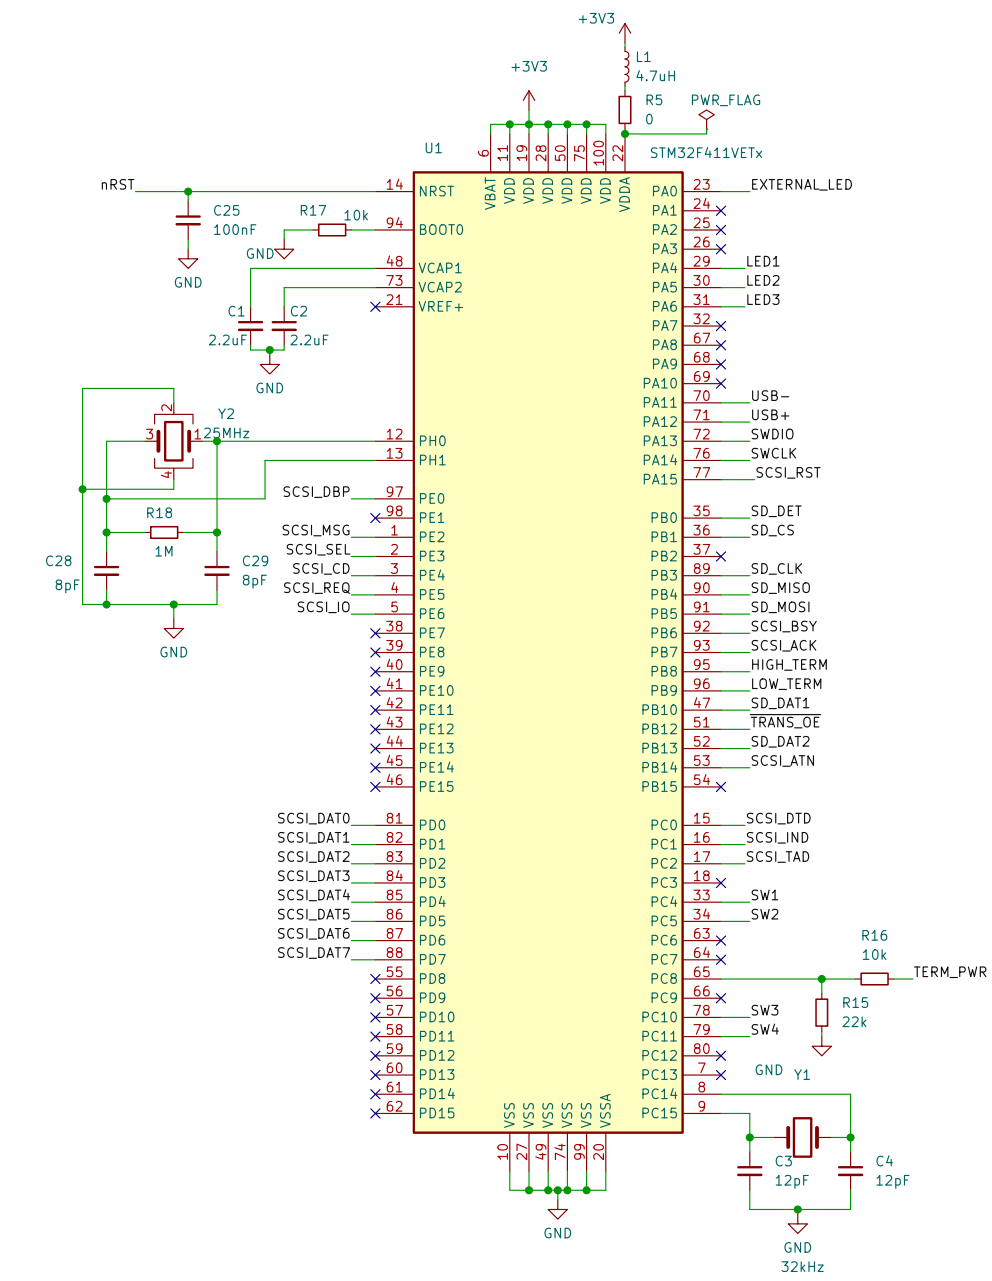 +3V3
L1
4.7uH
+3V3
R5
0
PWR_FLAG
U1
STM32F411VETx
6
11
19
28
50
75
100
22
VBAT
VDD
VDD
VDD
VDD
VDD
VDD
VDDA
nRST
14 NRST
C25
100nF
GND
R17
10k
GND
94 BOOT0
48 VCAP1
73 VCAP2
21 VREF+
C1
2.2uF
C2
2.2uF
GND
Y2
25MHz
2
3
1
4
12 PH0
13 PH1
R18
1M
C28
8pF
C29
8pF
GND
SCSI_DBP 97 PE0
98 PE1
SCSI_MSG 1 PE2
SCSI_SEL 2 PE3
SCSI_CD 3 PE4
SCSI_REQ 4 PE5
SCSI_IO 5 PE6
38 PE7
39 PE8
40 PE9
41 PE10
42 PE11
43 PE12
44 PE13
45 PE14
46 PE15
SCSI_DAT0 81 PD0
SCSI_DAT1 82 PD1
SCSI_DAT2 83 PD2
SCSI_DAT3 84 PD3
SCSI_DAT4 85 PD4
SCSI_DAT5 86 PD5
SCSI_DAT6 87 PD6
SCSI_DAT7 88 PD7
55 PD8
56 PD9
57 PD10
58 PD11
59 PD12
60 PD13
61 PD14
62 PD15
PA0 23 EXTERNAL_LED
PA1 24
PA2 25
PA3 26
PA4 29 LED1
PA5 30 LED2
PA6 31 LED3
PA7 32
PA8 67
PA9 68
PA10 69
PA11 70 USB-
PA12 71 USB+
PA13 72 SWDIO
PA14 76 SWCLK
PA15 77 SCSI_RST
PB0 35 SD_DET
PB1 36 SD_CS
PB2 37
PB3 89 SD_CLK
PB4 90 SD_MISO
PB5 91 SD_MOSI
PB6 92 SCSI_BSY
PB7 93 SCSI_ACK
PB8 95 HIGH_TERM
PB9 96 LOW_TERM
PB10 47 SD_DAT1
PB12 51 TRANS_OE
PB13 52 SD_DAT2
PB14 53 SCSI_ATN
PB15 54
PC0 15 SCSI_DTD
PC1 16 SCSI_IND
PC2 17 SCSI_TAD
PC3 18
PC4 33 SW1
PC5 34 SW2
PC6 63
PC7 64
PC8 65
PC9 66
PC10 78 SW3
PC11 79 SW4
PC12 80
PC13 7
PC14 8
PC15 9
R16
10k
TERM_PWR
R15
22k
GND
Y1
C3
12pF
C4
12pF
GND
32kHz
VSS
VSS
VSS
VSS
VSS
VSSA
10
27
49
74
99
20
GND